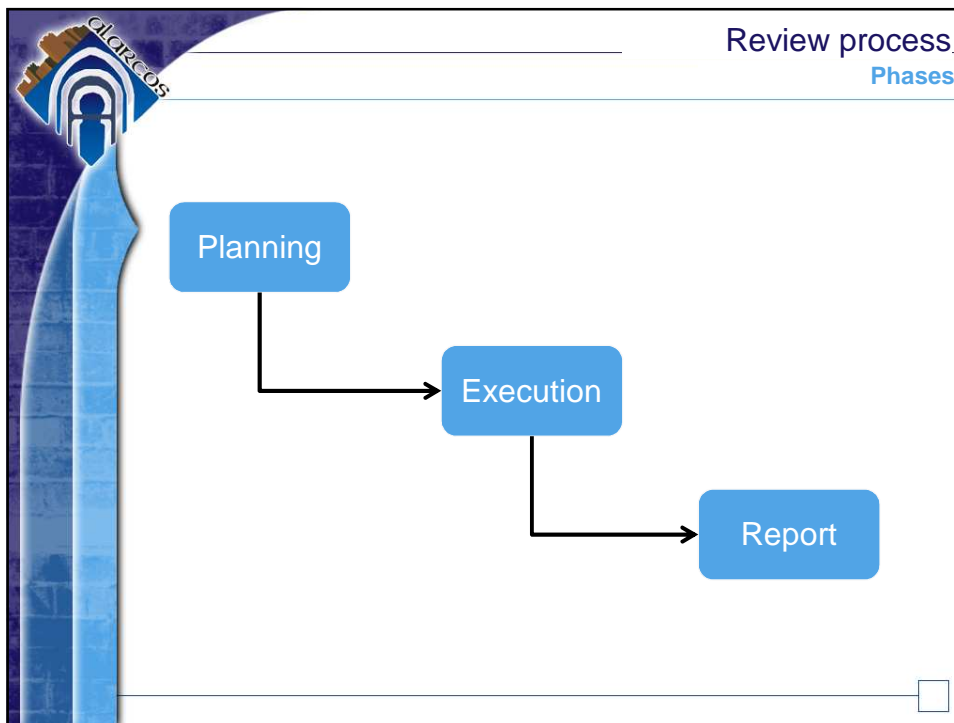 alarcos
Review process
Phases
Planning
Execution
Report